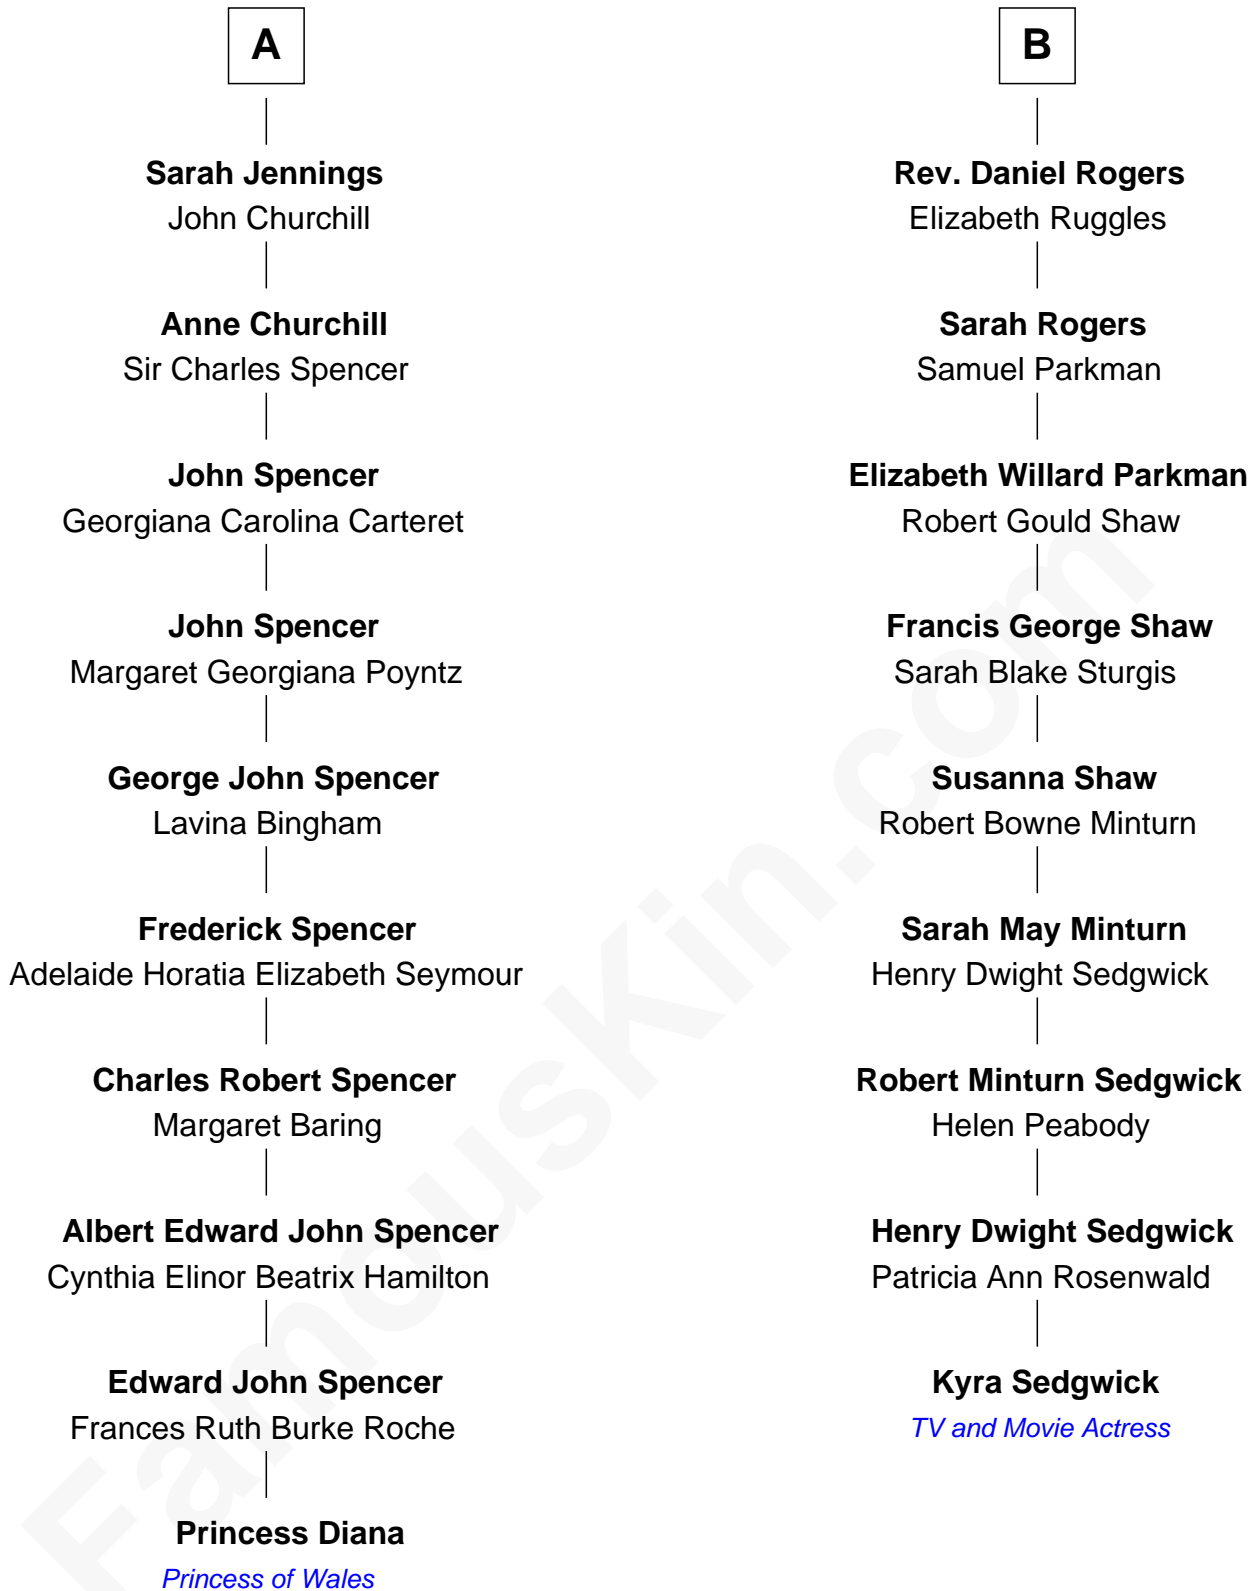 A
Sarah Jennings
John Churchill
Anne Churchill
Sir Charles Spencer
John Spencer
Georgiana Carolina Carteret
John Spencer
Margaret Georgiana Poyntz
George John Spencer
Lavina Bingham
Frederick Spencer
Adelaide Horatia Elizabeth Seymour
Charles Robert Spencer
Margaret Baring
Albert Edward John Spencer
Cynthia Elinor Beatrix Hamilton
Edward John Spencer
Frances Ruth Burke Roche
Princess Diana
Princess of Wales
B
Rev. Daniel Rogers
Elizabeth Ruggles
Sarah Rogers
Samuel Parkman
Elizabeth Willard Parkman
Robert Gould Shaw
Francis George Shaw
Sarah Blake Sturgis
Susanna Shaw
Robert Bowne Minturn
Sarah May Minturn
Henry Dwight Sedgwick
Robert Minturn Sedgwick
Helen Peabody
Henry Dwight Sedgwick
Patricia Ann Rosenwald
Kyra Sedgwick
TV and Movie Actress
FamousKin.com